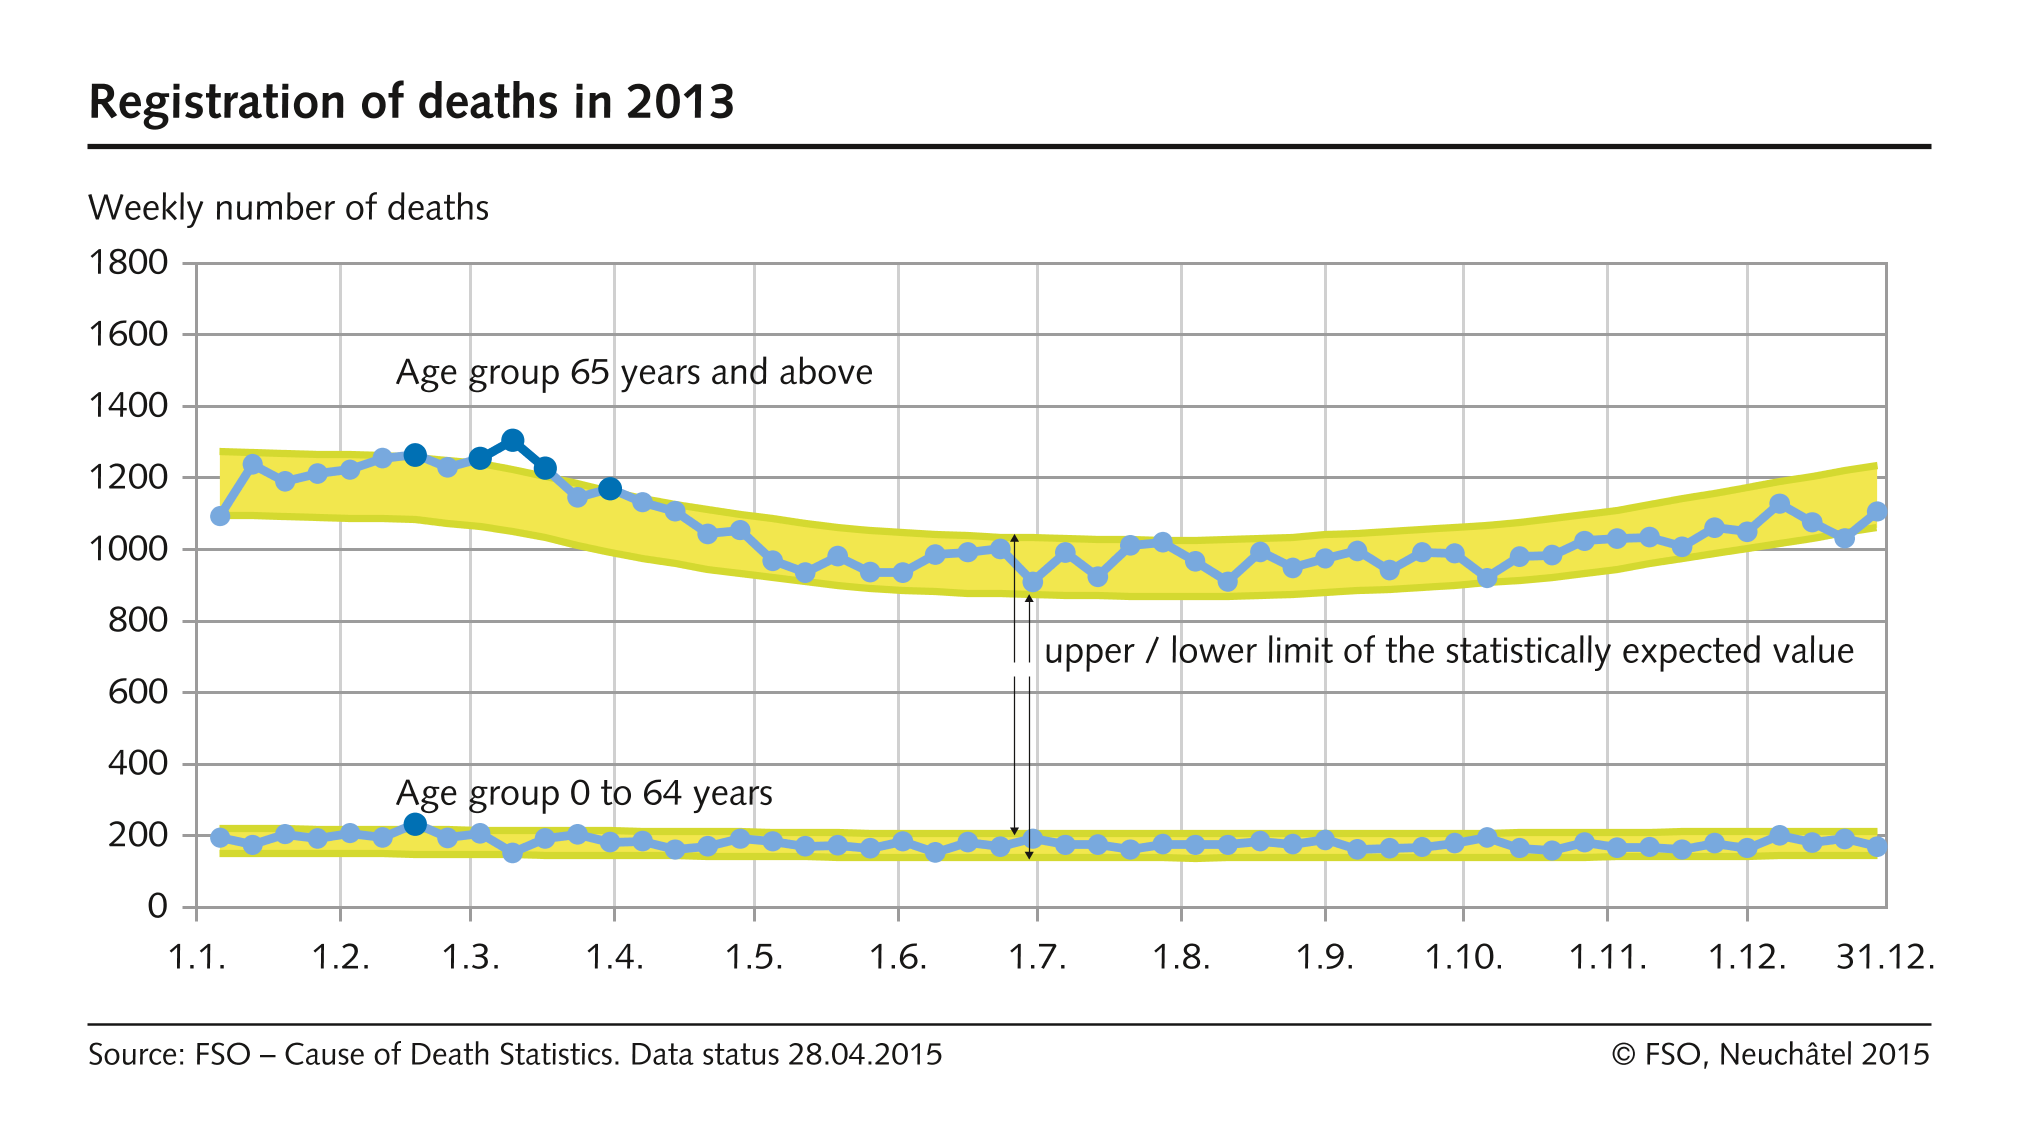 Registration of deaths in 2013
Weekly number of deaths
1800
1600
Age group 65 years and above
1400
1200
1000
800
upper / lower limit of the statistically expected value
600
400
Age group 0 to 64 years
200
0
1.1. 1.2. 1.3. 1.4. 1.5. 1.6. 1.7. 1.8. 1.9. 1.10. 1.11. 1.12. 31.12.
Source: FSO – Cause of Death Statistics. Data status 28.04.2015 © FSO, Neuchâtel 2015